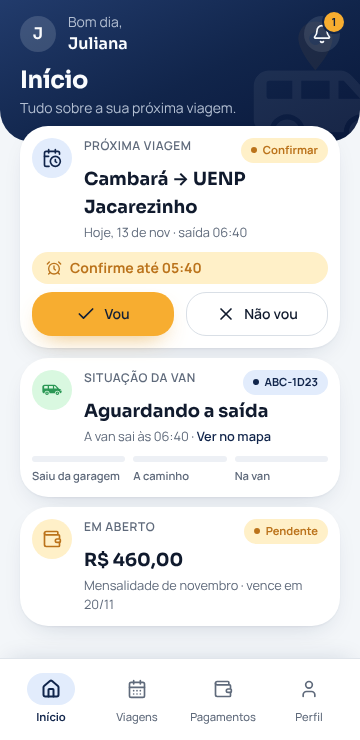 J
Bom dia,
Juliana
1
Início
Tudo sobre a sua próxima viagem.
PRÓXIMA VIAGEM
Confirmar
Cambará → UENP
Jacarezinho
Hoje, 13 de nov · saída 06:40
Confirme até 05:40
Vou
Não vou
SITUAÇÃO DA VAN
ABC-1D23
Aguardando a saída
A van sai às 06:40 · Ver no mapa
Saiu da garagem
A caminho
Na van
EM ABERTO
Pendente
R$ 460,00
Mensalidade de novembro · vence em
20/11
Início
Viagens
Pagamentos
Perfil